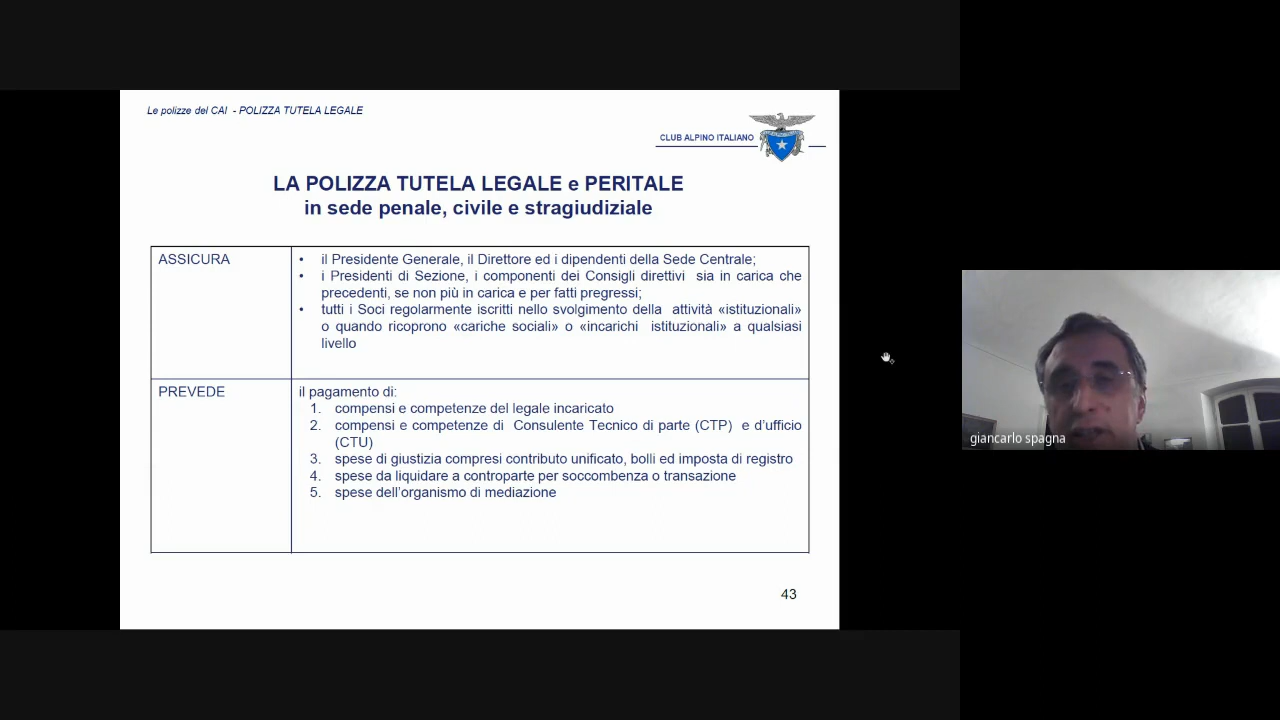 Le polizze del CAI - POLIZZA TUTELA LEGALE
CLUB ALPINO ITALIANO
LA POLIZZA TUTELA LEGALE e PERITALE
in sede penale, civile e stragiudiziale
ASSICURA
• il Presidente Generale, il Direttore ed i dipendenti della Sede Centrale;
• i Presidenti di Sezione, i componenti dei Consigli direttivi sia in carica che
precedenti, se non più in carica e per fatti pregressi;
• tutti i Soci regolarmente iscritti nello svolgimento della attività «istituzionali»
o quando ricoprono «cariche sociali» o «incarichi istituzionali» a qualsiasi
livello
PREVEDE
il pagamento di:
1. compensi e competenze del legale incaricato
2. compensi e competenze di Consulente Tecnico di parte (CTP) e d’ufficio
(CTU)
3. spese di giustizia compresi contributo unificato, bolli ed imposta di registro
4. spese da liquidare a controparte per soccombenza o transazione
5. spese dell’organismo di mediazione
43
giancarlo spagna